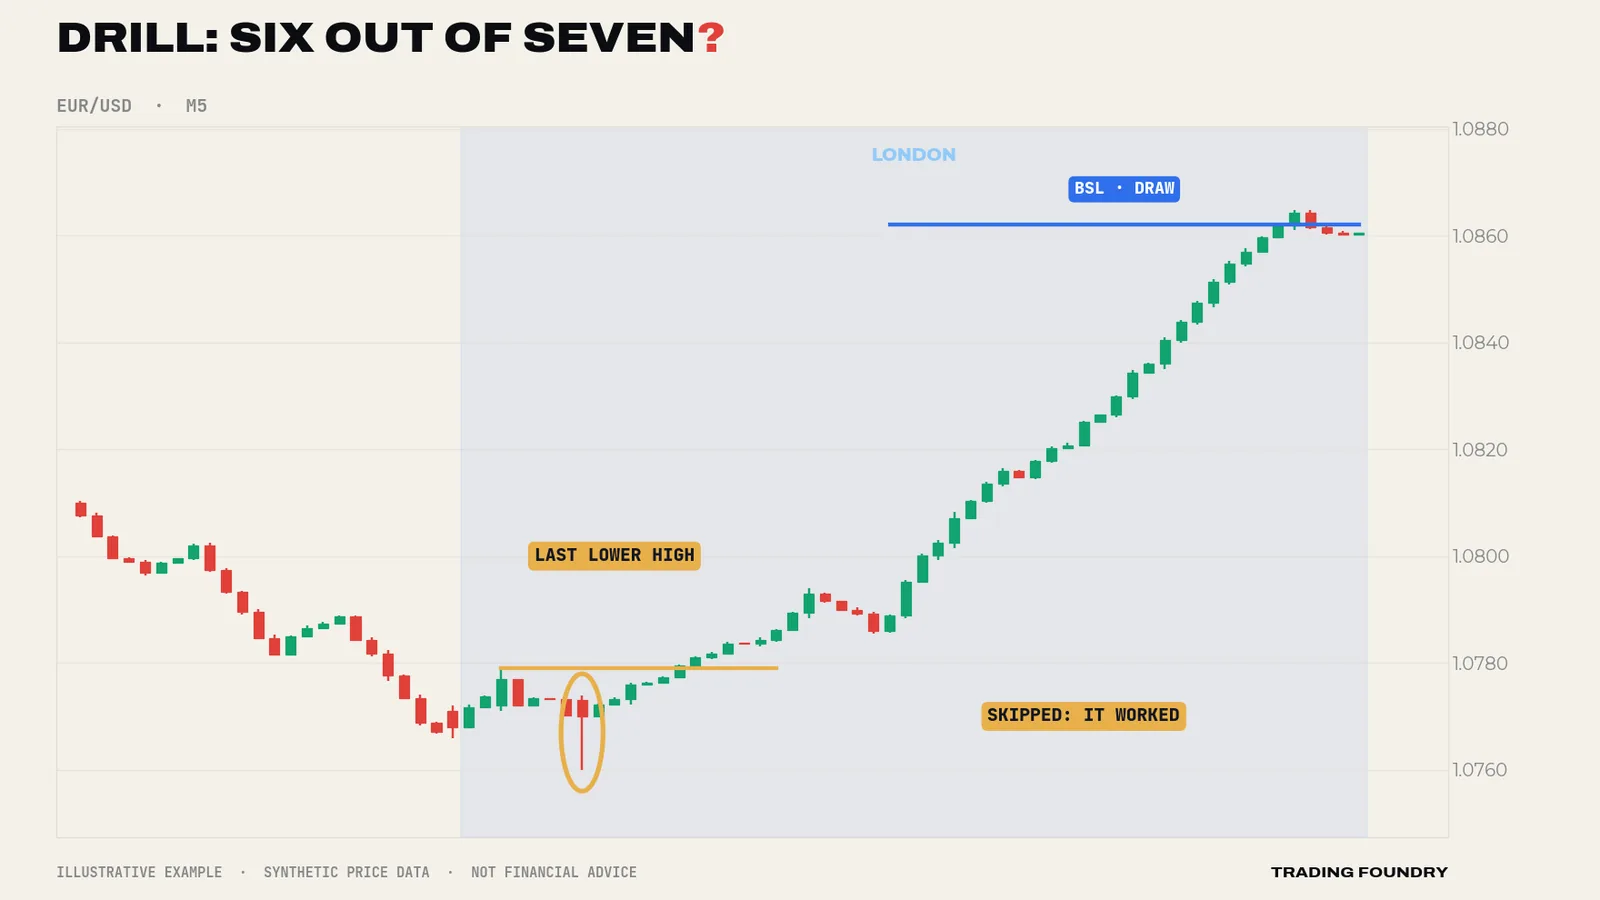 DRILL: SIX OUT OF SEVEN?
EUR/USD · M5
1.0880
LONDON
BSL · DRAW
1.0860
1.0840
1.0820
LAST LOWER HIGH
1.0800
1.0780
SKIPPED: IT WORKED
1.0760
ILLUSTRATIVE EXAMPLE · SYNTHETIC PRICE DATA · NOT FINANCIAL ADVICE
TRADING FOUNDRY